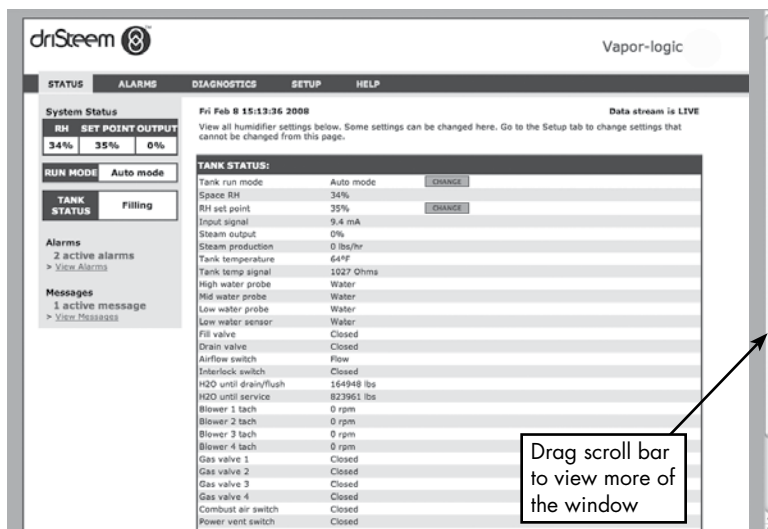 driSteem
Vapor-logic
STATUS ALARMS DIAGNOSTICS SETUP HELP
System Status
RH SET POINT OUTPUT
34% 35% 0%
RUN MODE Auto mode
TANK STATUS Filling
Alarms
2 active alarms
> View Alarms
Messages
1 active message
> View Messages
Fri Feb 8 15:13:36 2008 Data stream is LIVE
View all humidifier settings below. Some settings can be changed here. Go to the Setup tab to change settings that
cannot be changed from this page.
TANK STATUS:
Tank run mode Auto mode CHANGE
Space RH 34%
RH set point 35% CHANGE
Input signal 9.4 mA
Steam output 0%
Steam production 0 lbs/hr
Tank temperature 64°F
Tank temp signal 1027 Ohms
High water probe Water
Mid water probe Water
Low water probe Water
Low water sensor Water
Fill valve Closed
Drain valve Closed
Airflow switch Flow
Interlock switch Closed
H2O until drain/flush 164948 lbs
H2O until service 823961 lbs
Blower 1 tach 0 rpm
Blower 2 tach 0 rpm
Blower 3 tach 0 rpm
Blower 4 tach 0 rpm
Gas valve 1 Closed
Gas valve 2 Closed
Gas valve 3 Closed
Gas valve 4 Closed
Combust air switch Closed
Power vent switch Closed
Drag scroll bar
to view more of
the window